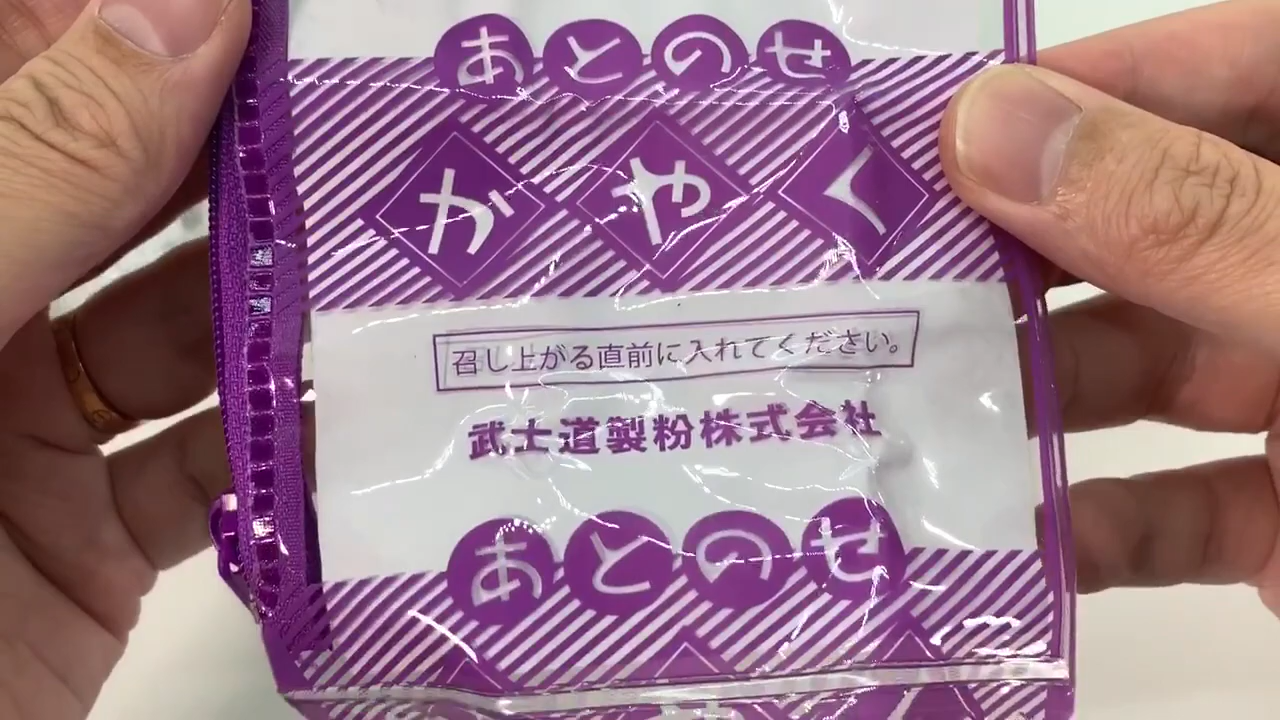 あとのせ
かやく
召し上がる直前に入れてください。
武士道製粉株式会社
あとのせ